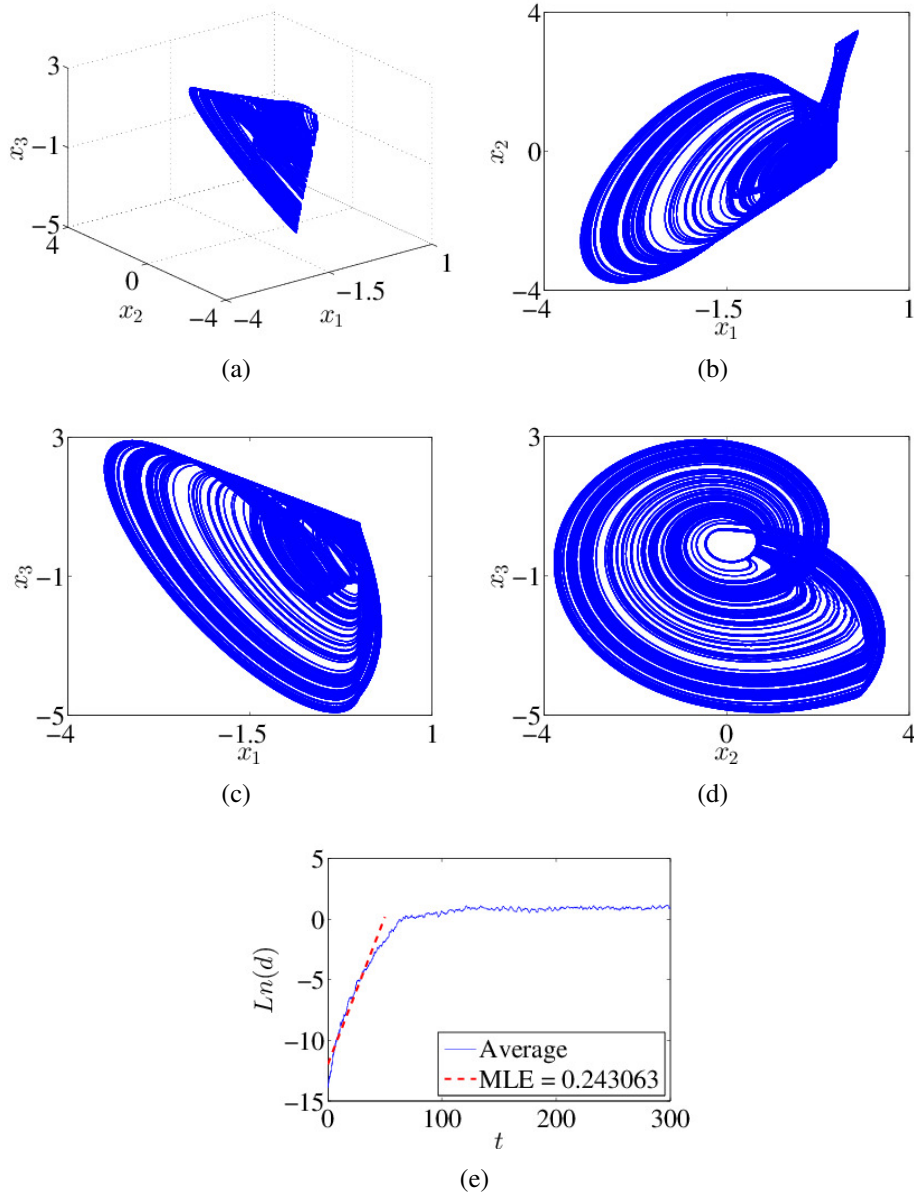 3
−1
−5
x₃
4
0
−4
x₂
−4
−1.5
1
x₁
(a)
4
0
−4
x₂
−4
−1.5
1
x₁
(b)
3
−1
−5
x₃
−4
−1.5
1
x₁
(c)
3
−1
−5
x₃
−4
0
4
x₂
(d)
5
0
−5
−10
−15
Ln(d)
Average
MLE = 0.243063
0
100
200
300
t
(e)